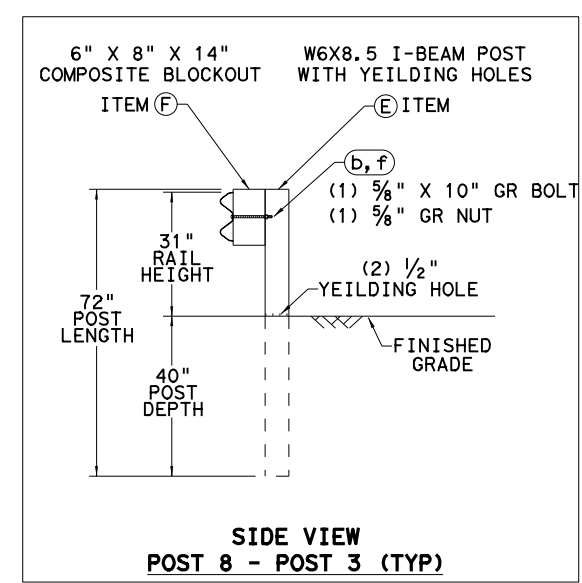 6" X 8" X 14"
COMPOSITE BLOCKOUT
ITEM F
W6X8.5 I-BEAM POST
WITH YEILDING HOLES
E ITEM
b, f
(1) 5/8" X 10" GR BOLT
(1) 5/8" GR NUT
31"
RAIL
HEIGHT
(2) 1/2"
YEILDING HOLE
72"
POST
LENGTH
FINISHED
GRADE
40"
POST
DEPTH
SIDE VIEW
POST 8 - POST 3 (TYP)